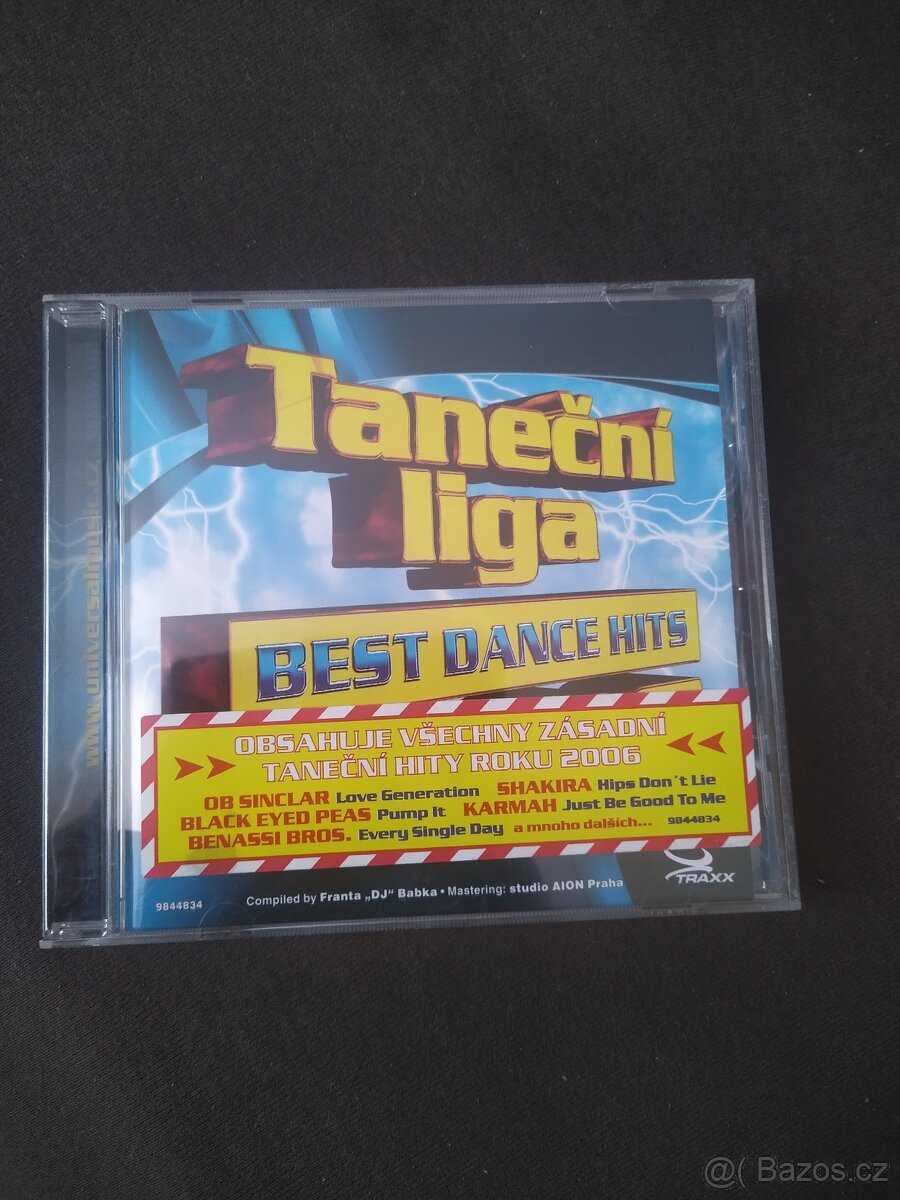 www.universalmusic.cz
Taneční
liga
BEST DANCE HITS
OBSAHUJE VŠECHNY ZÁSADNÍ
TANEČNÍ HITY ROKU 2006
OB SINCLAR Love Generation SHAKIRA Hips Don´t Lie
BLACK EYED PEAS Pump It KARMAH Just Be Good To Me
BENASSI BROS. Every Single Day a mnoho dalších... 9844834
TRAXX
9844834 Compiled by Franta „DJ“ Babka • Mastering: studio AION Praha
@( Bazos.cz